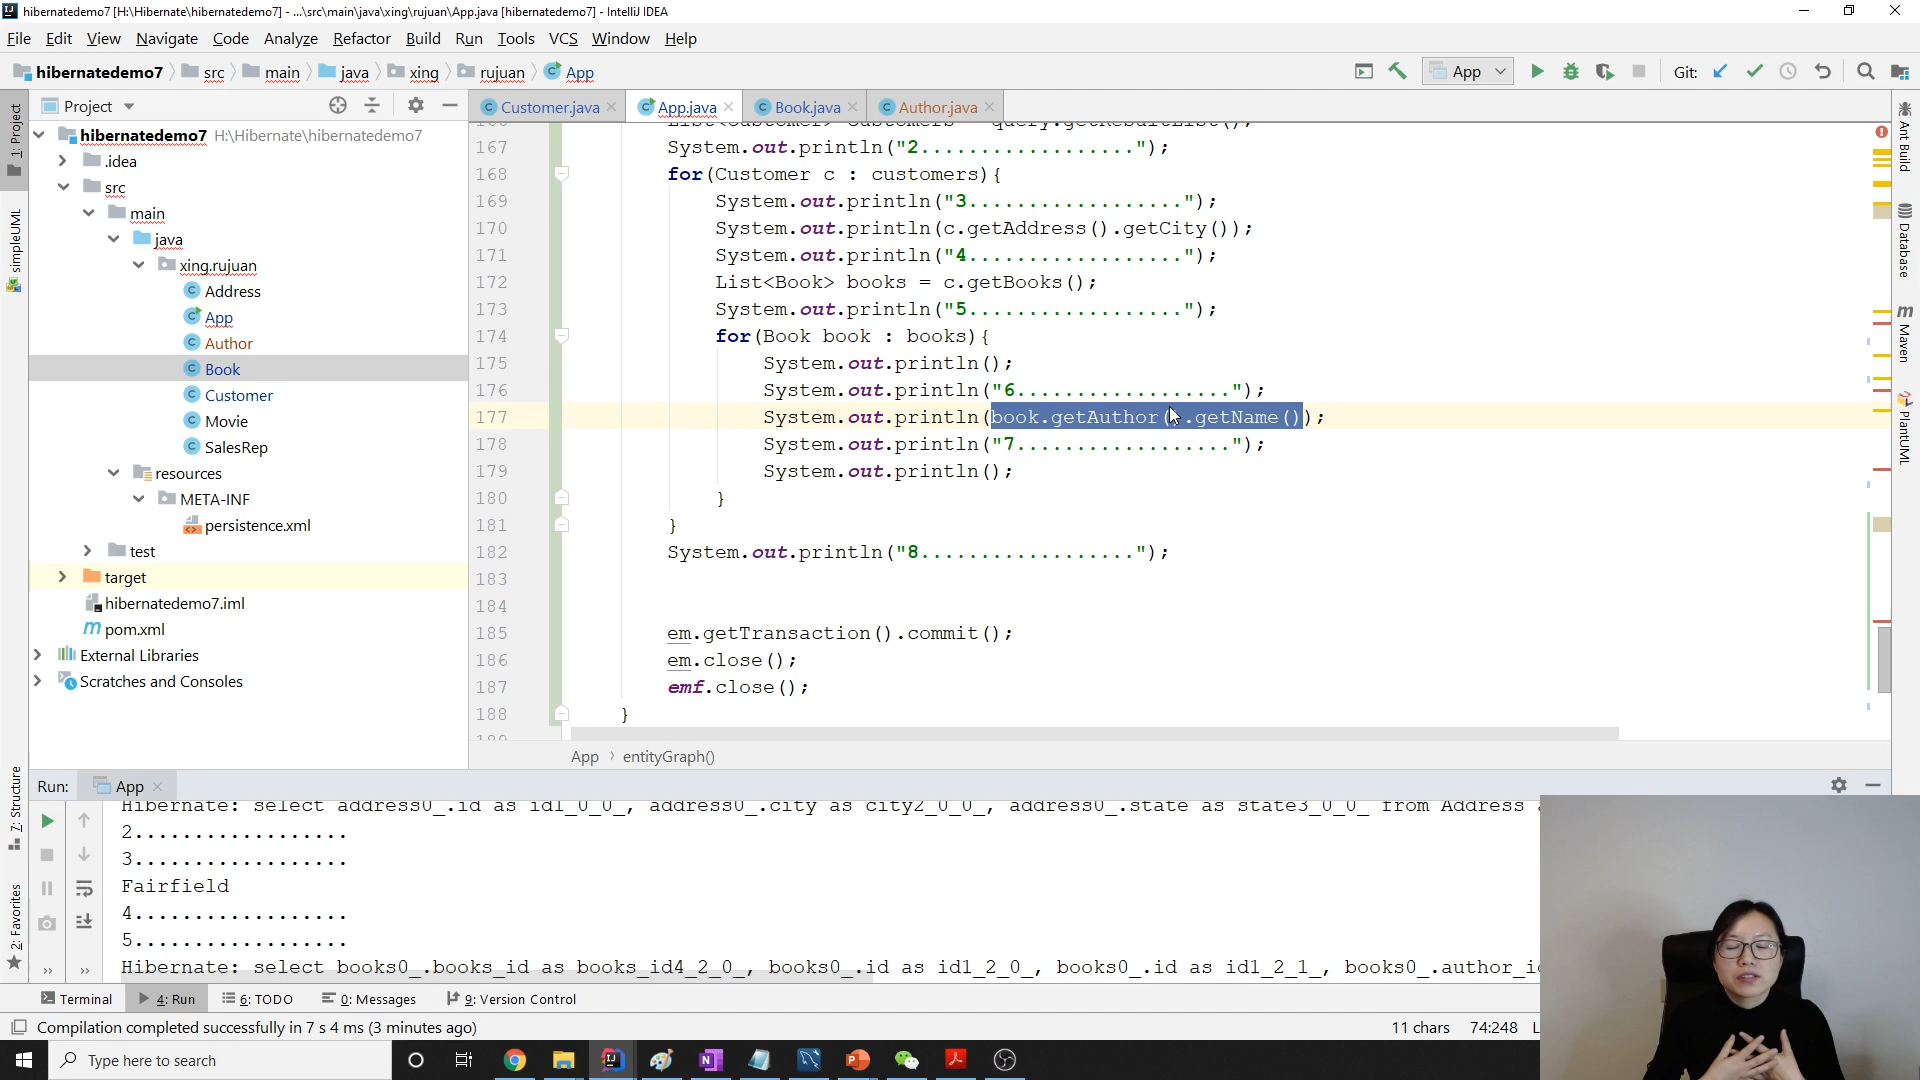 hibernatedemo7 [H:\Hibernate\hibernatedemo7] - ...\src\main\java\xing\rujuan\App.java [hibernatedemo7] - IntelliJ IDEA
File Edit View Navigate Code Analyze Refactor Build Run Tools VCS Window Help
hibernatedemo7 src main java xing rujuan App
App Git:
Project
Customer.java App.java Book.java Author.java
1: Project
simpleUML
7: Structure
2: Favorites
hibernatedemo7 H:\Hibernate\hibernatedemo7
.idea
src
main
java
xing.rujuan
Address
App
Author
Book
Customer
Movie
SalesRep
resources
META-INF
persistence.xml
test
target
hibernatedemo7.iml
pom.xml
External Libraries
Scratches and Consoles
166 List<Customer> customers = query.getResultList();
167 System.out.println("2..................");
168 for(Customer c : customers){
169 System.out.println("3..................");
170 System.out.println(c.getAddress().getCity());
171 System.out.println("4..................");
172 List<Book> books = c.getBooks();
173 System.out.println("5..................");
174 for(Book book : books){
175 System.out.println();
176 System.out.println("6..................");
177 System.out.println(book.getAuthor().getName());
178 System.out.println("7..................");
179 System.out.println();
180 }
181 }
182 System.out.println("8..................");
183
184
185 em.getTransaction().commit();
186 em.close();
187 emf.close();
188 }
189
App entityGraph()
Ant Build
Database
Maven
PlantUML
Run: App
Hibernate: select address0_.id as id1_0_0_, address0_.city as city2_0_0_, address0_.state as state3_0_0_ from Address
2..................
3..................
Fairfield
4..................
5..................
Hibernate: select books0_.books_id as books_id4_2_0_, books0_.id as id1_2_0_, books0_.id as id1_2_1_, books0_.author_id
Terminal 4: Run 6: TODO 0: Messages 9: Version Control
Compilation completed successfully in 7 s 4 ms (3 minutes ago) 11 chars 74:248
Type here to search